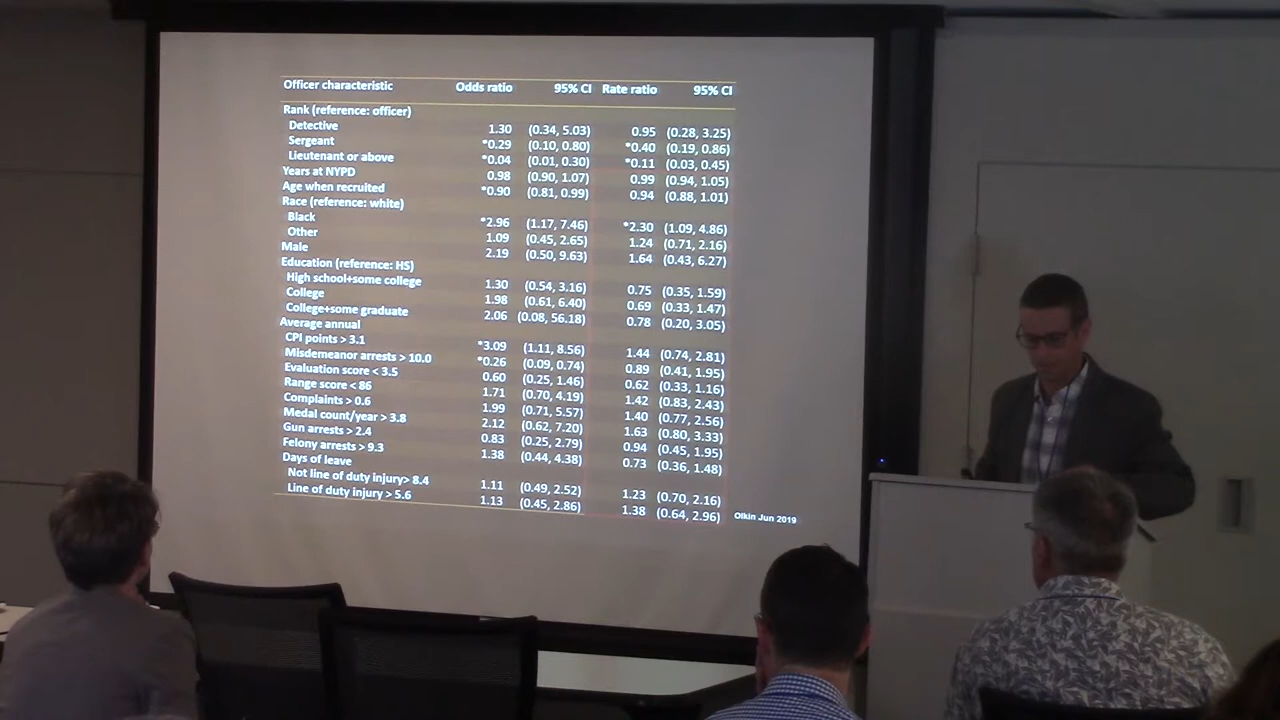 Officer characteristic Odds ratio 95% CI Rate ratio 95% CI
Rank (reference: officer)
Detective 1.30 (0.34, 5.03) 0.95 (0.28, 3.25)
Sergeant *0.29 (0.10, 0.80) *0.40 (0.19, 0.86)
Lieutenant or above *0.04 (0.01, 0.30) *0.11 (0.03, 0.45)
Years at NYPD 0.98 (0.90, 1.07) 0.99 (0.94, 1.05)
Age when recruited *0.90 (0.81, 0.99) 0.94 (0.88, 1.01)
Race (reference: white)
Black *2.96 (1.17, 7.46) *2.30 (1.09, 4.86)
Other 1.09 (0.45, 2.65) 1.24 (0.71, 2.16)
Male 2.19 (0.50, 9.63) 1.64 (0.43, 6.27)
Education (reference: HS)
High school+some college 1.30 (0.54, 3.16) 0.75 (0.35, 1.59)
College 1.98 (0.61, 6.40) 0.69 (0.33, 1.47)
College+some graduate 2.06 (0.08, 56.18) 0.78 (0.20, 3.05)
Average annual
CPI points > 3.1 *3.09 (1.11, 8.56) 1.44 (0.74, 2.81)
Misdemeanor arrests > 10.0 *0.26 (0.09, 0.74) 0.89 (0.41, 1.95)
Evaluation score < 3.5 0.60 (0.25, 1.46) 0.62 (0.33, 1.16)
Range score < 86 1.71 (0.70, 4.19) 1.42 (0.83, 2.43)
Complaints > 0.6 1.99 (0.71, 5.57) 1.40 (0.77, 2.56)
Medal count/year > 3.8 2.12 (0.62, 7.20) 1.63 (0.80, 3.33)
Gun arrests > 2.4 0.83 (0.25, 2.79) 0.94 (0.45, 1.95)
Felony arrests > 9.3 1.38 (0.44, 4.38) 0.73 (0.36, 1.48)
Days of leave
Not line of duty injury> 8.4 1.11 (0.49, 2.52) 1.23 (0.70, 2.16)
Line of duty injury > 5.6 1.13 (0.45, 2.86) 1.38 (0.64, 2.96)
Olkin Jun 2019